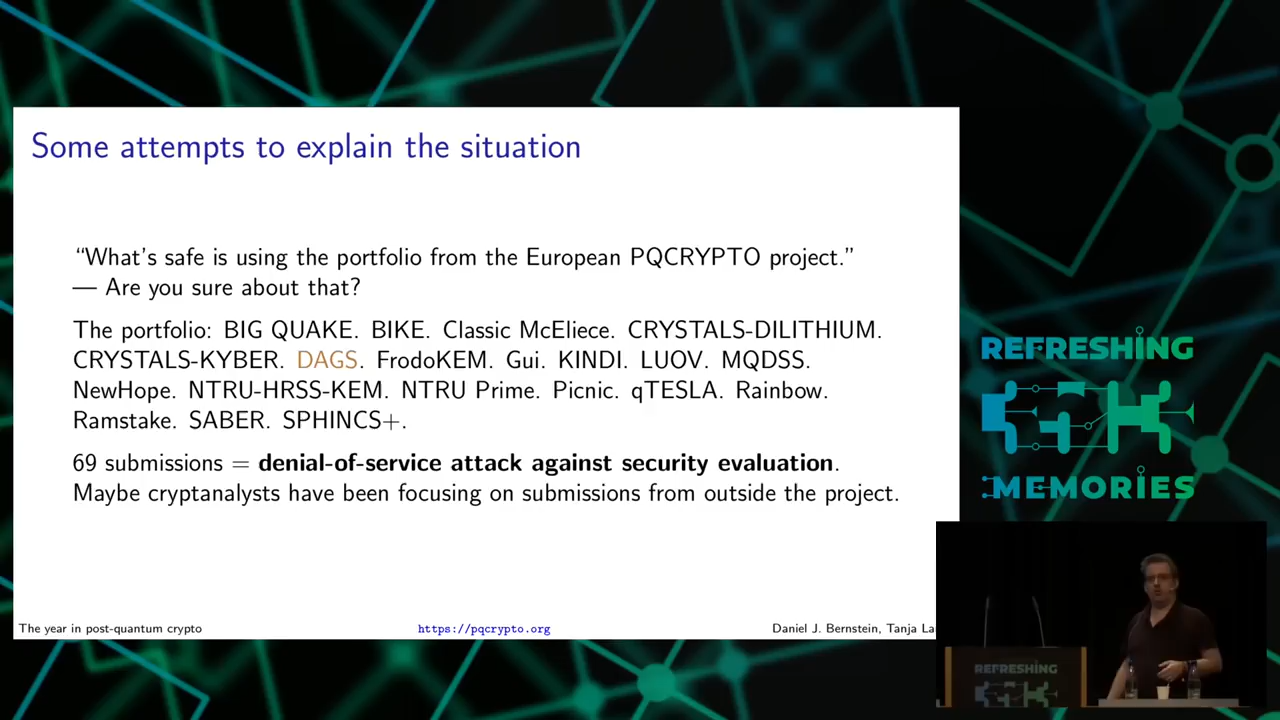 Some attempts to explain the situation
“What’s safe is using the portfolio from the European PQCRYPTO project.”
— Are you sure about that?
The portfolio: BIG QUAKE. BIKE. Classic McEliece. CRYSTALS-DILITHIUM.
CRYSTALS-KYBER. DAGS. FrodoKEM. Gui. KINDI. LUOV. MQDSS.
NewHope. NTRU-HRSS-KEM. NTRU Prime. Picnic. qTESLA. Rainbow.
Ramstake. SABER. SPHINCS+.
69 submissions = denial-of-service attack against security evaluation.
Maybe cryptanalysts have been focusing on submissions from outside the project.
The year in post-quantum crypto
https://pqcrypto.org
Daniel J. Bernstein, Tanja La
REFRESHING
35C3
MEMORIES
REFRESHING
35C3